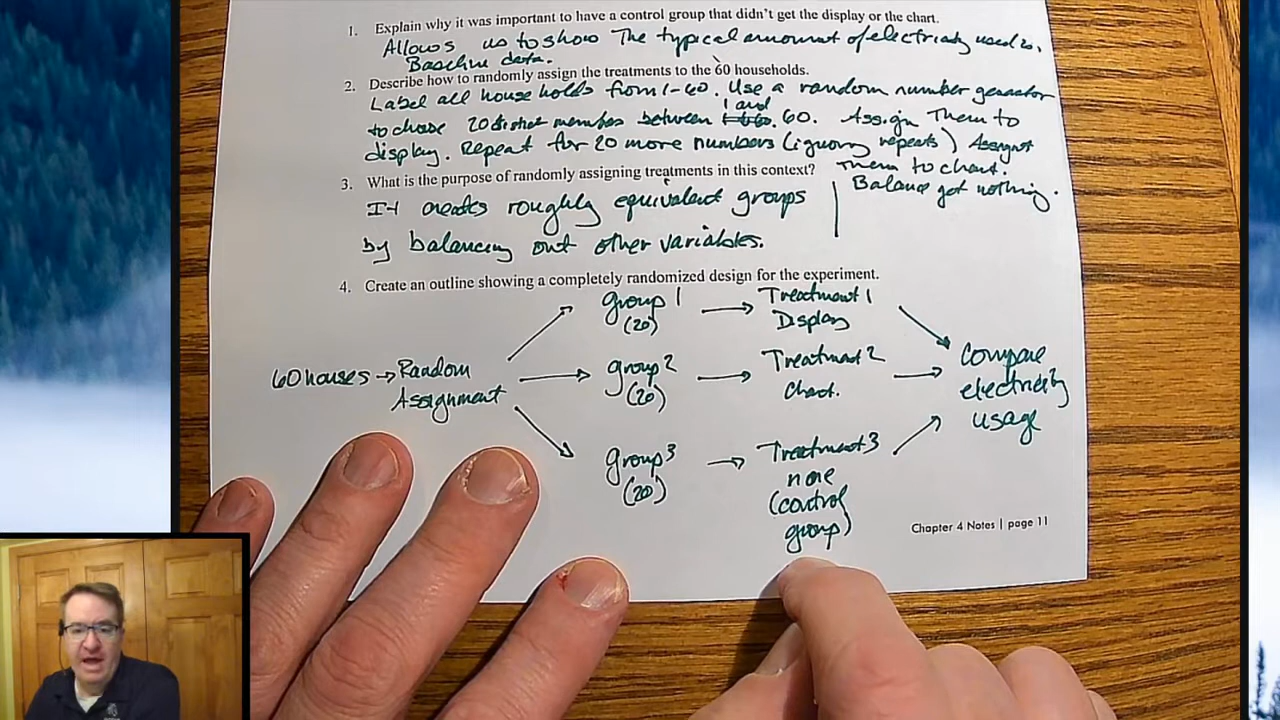 1. Explain why it was important to have a control group that didn't get the display or the chart.
Allows us to show The typical amount of electricity used is.
Baseline data.
2. Describe how to randomly assign the treatments to the 60 households.
Label all households from 1-60. Use a random number generator
1 and
to chose 20 numbers between 60. Assign Them to
display. Repeat for 20 more numbers (ignoring repeats) Assign
Them to chart.
Balance get nothing.
3. What is the purpose of randomly assigning treatments in this context?
It creates roughly equivalent groups
by balancing out other variables.
4. Create an outline showing a completely randomized design for the experiment.
60 houses → Random Assignment
group 1 (20) → Treatment 1 Display
group 2 (20) → Treatment 2 Chart.
group 3 (20) → Treatment 3 none (control group)
compare electricity usage
Chapter 4 Notes | page 11